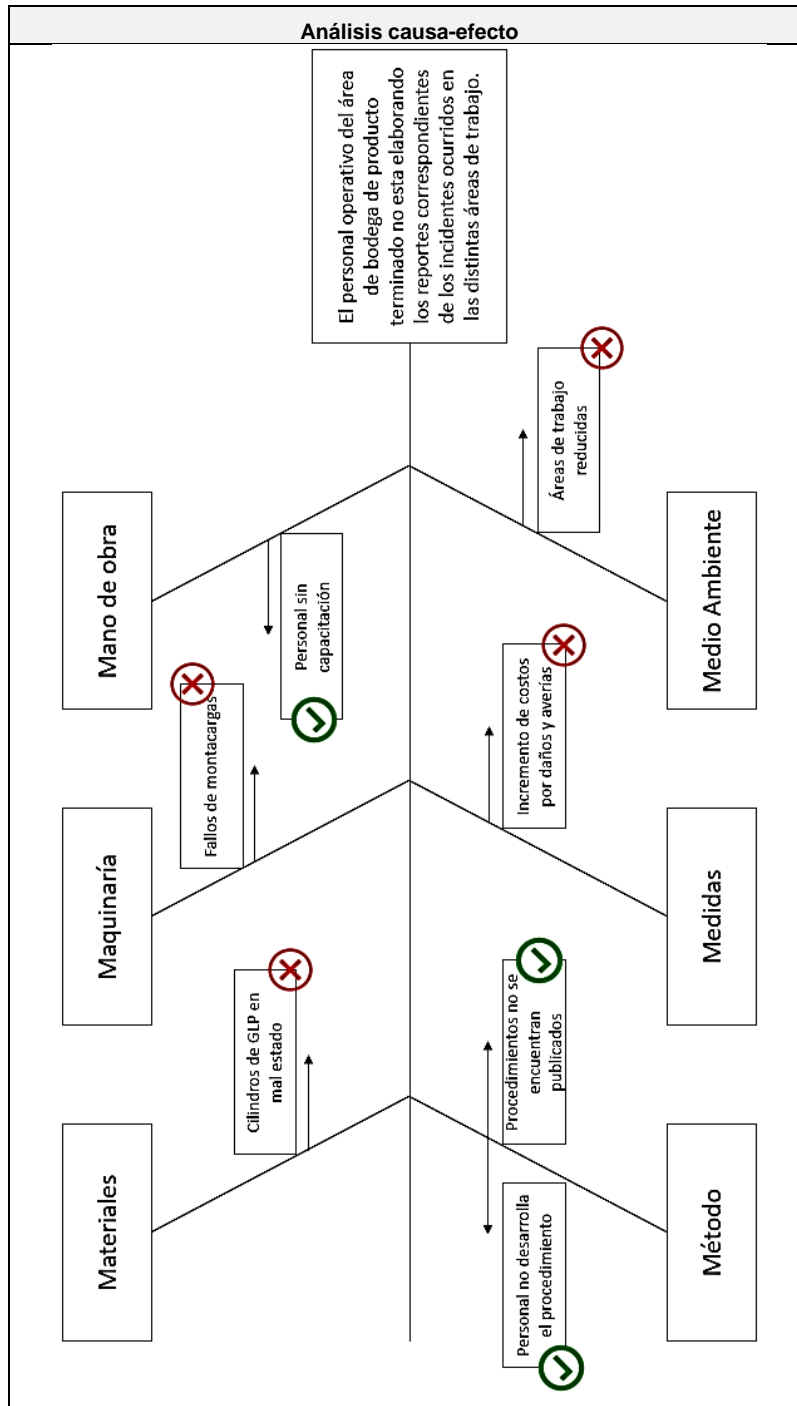 Análisis causa-efecto
Materiales
Maquinaría
Mano de obra
Cilindros de GLP en
mal estado
Fallos de montacargas
Personal sin
capacitación
El personal operativo del área
de bodega de producto
terminado no esta elaborando
los reportes correspondientes
de los incidentes ocurridos en
las distintas áreas de trabajo.
Personal no desarrolla
el procedimiento
Procedimientos no se
encuentran
publicados
Incremento de costos
por daños y averías
Áreas de trabajo
reducidas
Método
Medidas
Medio Ambiente